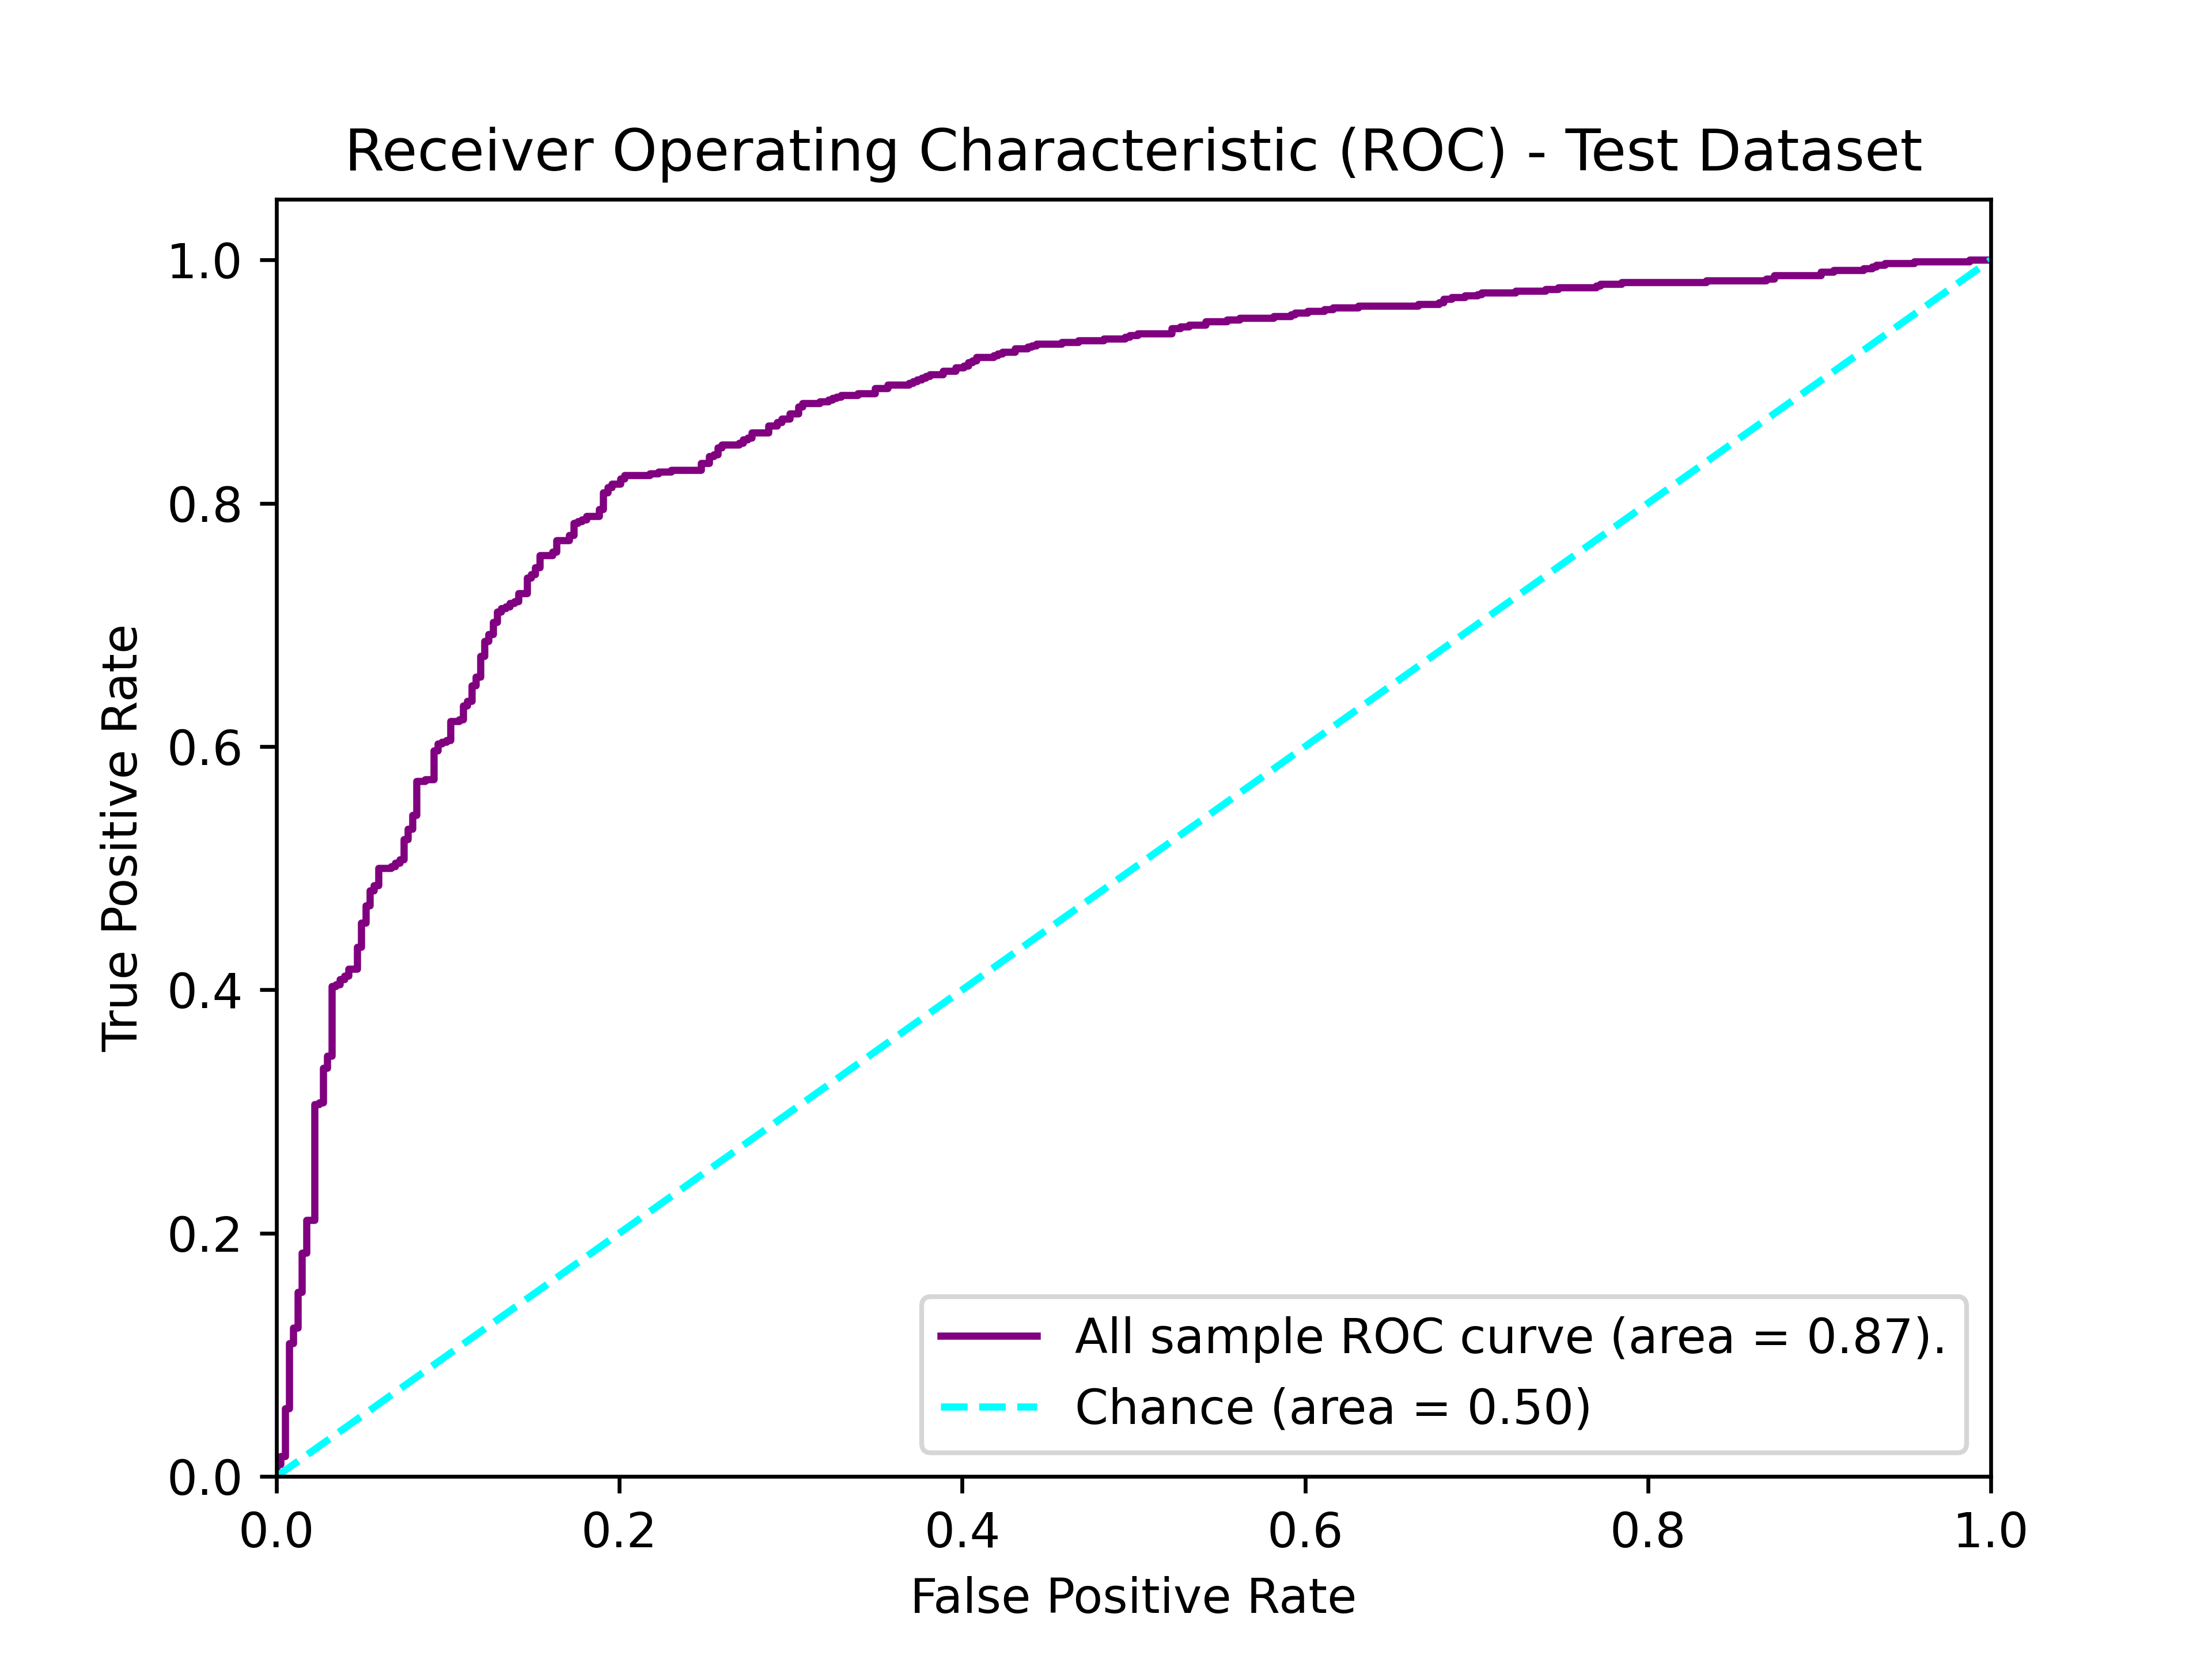 Receiver Operating Characteristic (ROC) - Test Dataset
1.0
0.8
0.6
0.4
0.2
0.0
True Positive Rate
All sample ROC curve (area = 0.87).
Chance (area = 0.50)
0.0 0.2 0.4 0.6 0.8 1.0
False Positive Rate